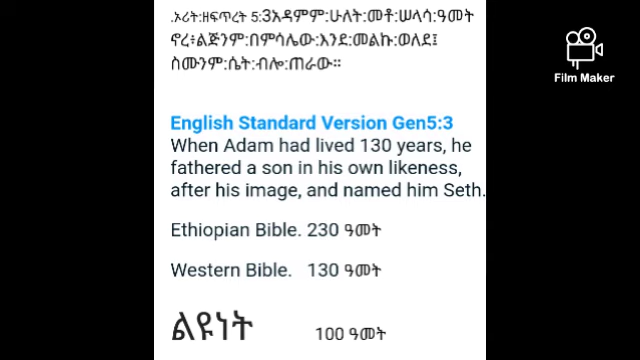 .ኦሪት:ዘፍጥረት 5:3አዳምም:ሁለት:መቶ:ሠላሳ:ዓመት
ኖረ፥ልጅንም:በምሳሌው:እንደ:መልኩ:ወለደ፤
ስሙንም:ሴት:ብሎ:ጠራው።
Film Maker
English Standard Version Gen5:3
When Adam had lived 130 years, he
fathered a son in his own likeness,
after his image, and named him Seth.
Ethiopian Bible. 230 ዓመት
Western Bible. 130 ዓመት
ልዩነት 100 ዓመት